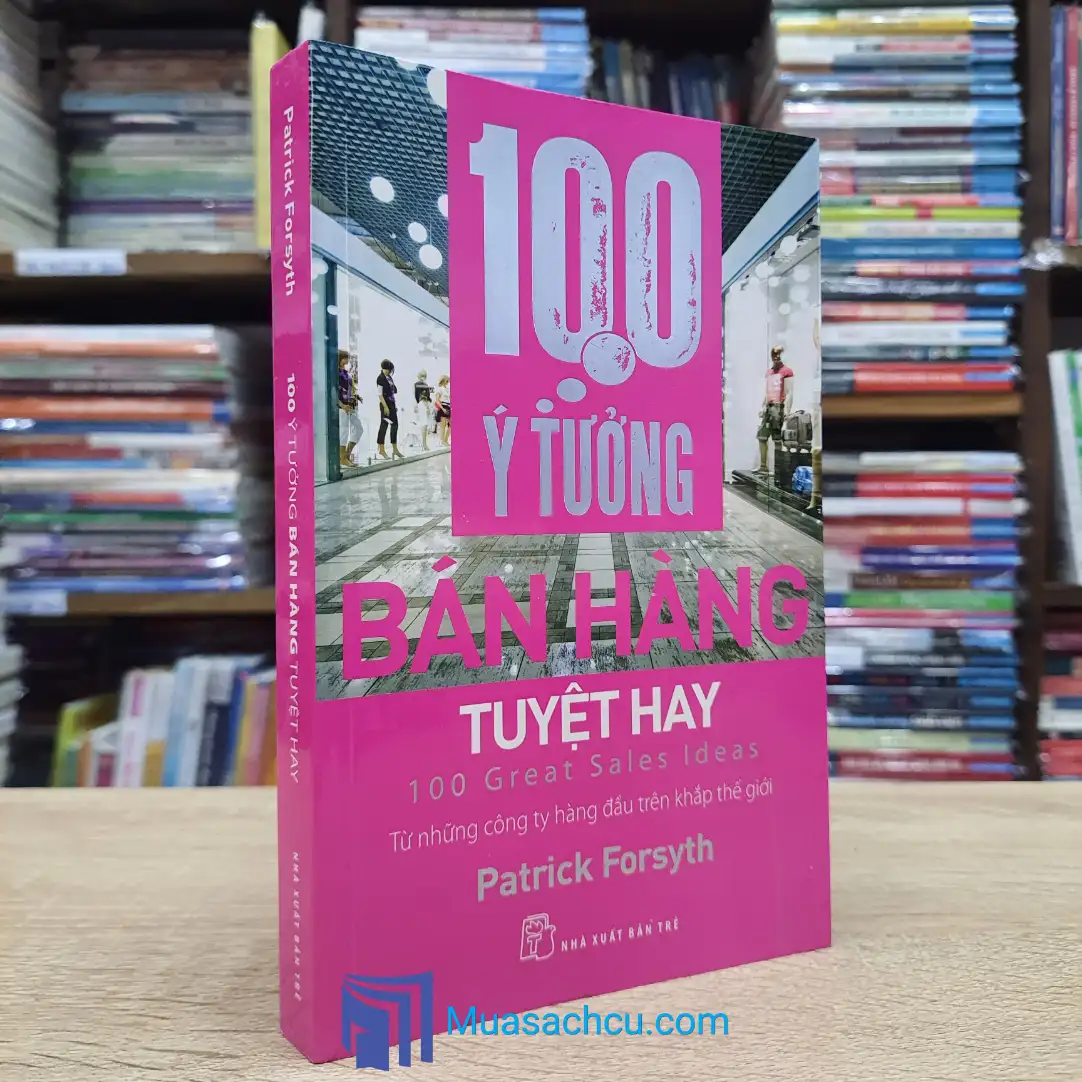 Patrick Forsyth 100 Ý TƯỞNG BÁN HÀNG TUYỆT HAY NHÀ XUẤT BẢN TRẺ
100
Ý TƯỞNG
BÁN HÀNG
TUYỆT HAY
100 Great Sales Ideas
Từ những công ty hàng đầu trên khắp thế giới
Patrick Forsyth
NHÀ XUẤT BẢN TRẺ
Muasachcu.com